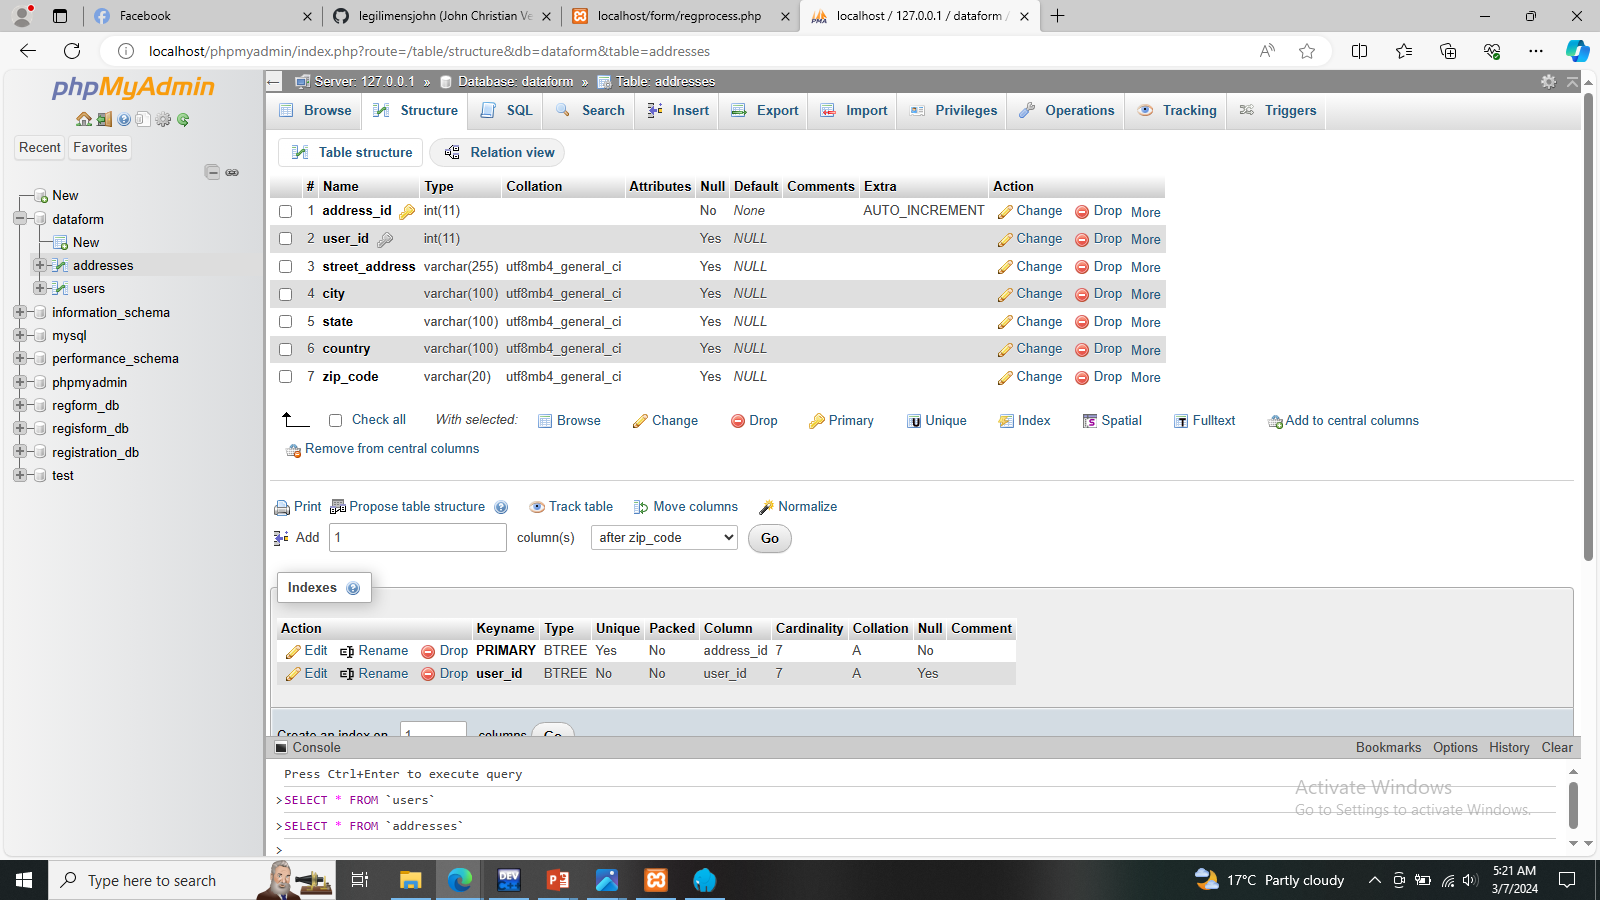 Facebook
legilimensjohn (John Christian Ve
localhost/form/regprocess.php
localhost / 127.0.0.1 / dataform /
localhost/phpmyadmin/index.php?route=/table/structure&db=dataform&table=addresses
phpMyAdmin
Recent Favorites
New
dataform
New
addresses
users
information_schema
mysql
performance_schema
phpmyadmin
regform_db
regisform_db
registration_db
test
Server: 127.0.0.1 » Database: dataform » Table: addresses
Browse Structure SQL Search Insert Export Import Privileges Operations Tracking Triggers
Table structure Relation view
# Name Type Collation Attributes Null Default Comments Extra Action
1 address_id int(11) No None AUTO_INCREMENT Change Drop More
2 user_id int(11) Yes NULL Change Drop More
3 street_address varchar(255) utf8mb4_general_ci Yes NULL Change Drop More
4 city varchar(100) utf8mb4_general_ci Yes NULL Change Drop More
5 state varchar(100) utf8mb4_general_ci Yes NULL Change Drop More
6 country varchar(100) utf8mb4_general_ci Yes NULL Change Drop More
7 zip_code varchar(20) utf8mb4_general_ci Yes NULL Change Drop More
Check all With selected: Browse Change Drop Primary Unique Index Spatial Fulltext Add to central columns
Remove from central columns
Print Propose table structure Track table Move columns Normalize
Add 1 column(s) after zip_code Go
Indexes
Action Keyname Type Unique Packed Column Cardinality Collation Null Comment
Edit Rename Drop PRIMARY BTREE Yes No address_id 7 A No
Edit Rename Drop user_id BTREE No No user_id 7 A Yes
Create an index on 1 columns Go
Console Bookmarks Options History Clear
Press Ctrl+Enter to execute query
>SELECT * FROM `users`
>SELECT * FROM `addresses`
>
Activate Windows
Go to Settings to activate Windows.
Type here to search
DEV
17°C Partly cloudy
5:21 AM
3/7/2024